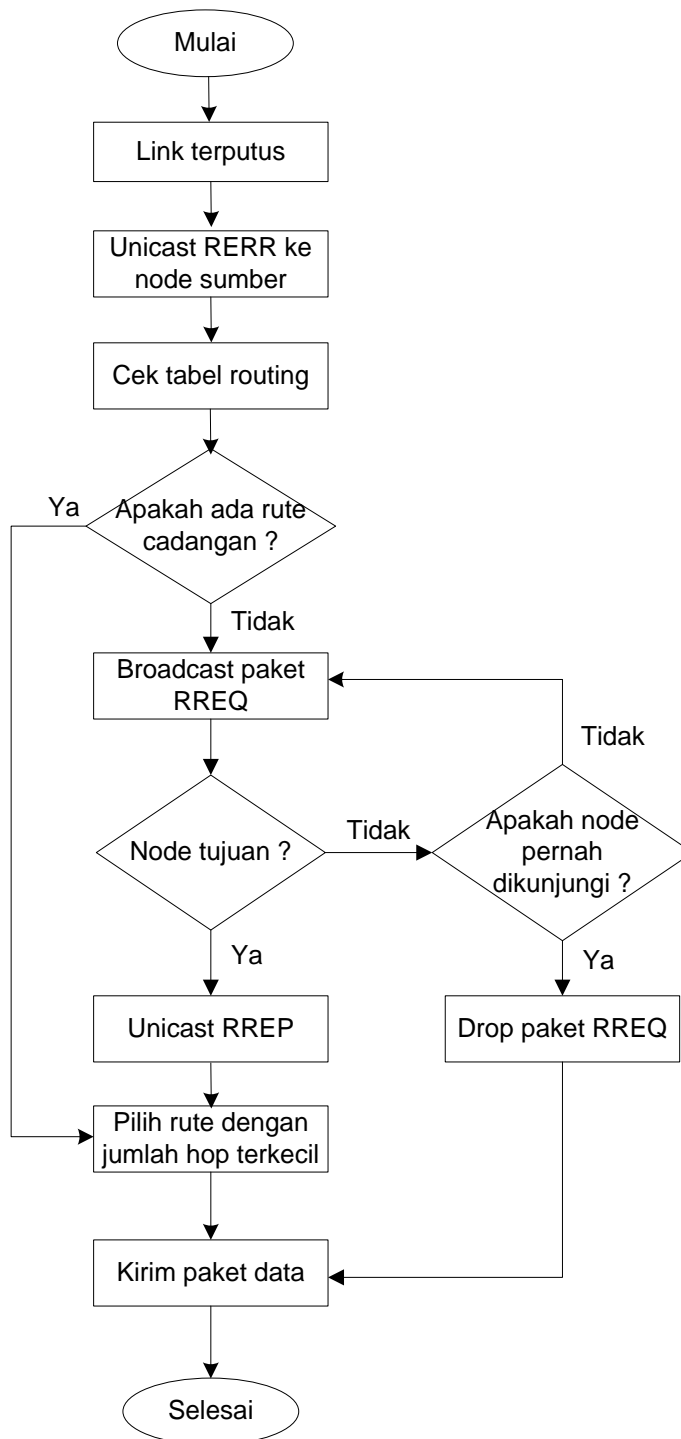 Mulai
Link terputus
Unicast RERR ke
node sumber
Cek tabel routing
Ya
Apakah ada rute
cadangan ?
Tidak
Broadcast paket
RREQ
Tidak
Node tujuan ?
Tidak
Apakah node
pernah
dikunjungi ?
Ya
Ya
Unicast RREP
Drop paket RREQ
Pilih rute dengan
jumlah hop terkecil
Kirim paket data
Selesai